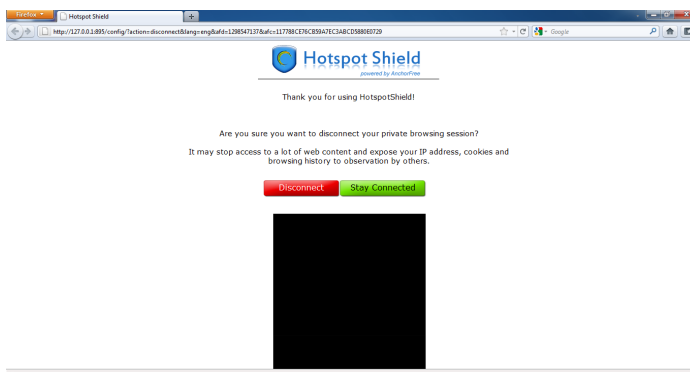 Firefox
Hotspot Shield
http://127.0.0.1:895/config/?action=disconnect&lang=eng&afd=1298547137&afc=117788CE76CB59A7EC3ABCD5880E0729
Google
Hotspot Shield
powered by AnchorFree
Thank you for using HotspotShield!
Are you sure you want to disconnect your private browsing session?
It may stop access to a lot of web content and expose your IP address, cookies and
browsing history to observation by others.
Disconnect
Stay Connected